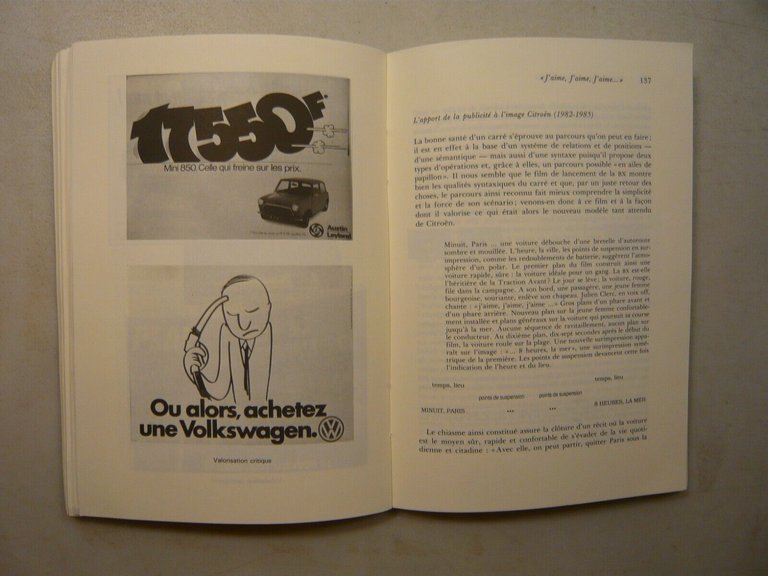 17550F*
Mini 850. Celle qui freine sur les prix.
Austin
Leyland
Ou alors, achetez
une Volkswagen.
Valorisation critique
«J'aime, J'aime, J'aime...» 137
L'apport de la publicité à l'image Citroën (1982-1985)
La bonne santé d'un carré s'éprouve au parcours qu'on peut en faire;
il est en effet à la base d'un système de relations et de positions —
d'une sémantique — mais aussi d'une syntaxe puisqu'il propose deux
types d'opérations et, grâce à elles, un parcours possible «en ailes de
papillon». Il nous semble que le film de lancement de la BX montre
bien les qualités syntaxiques du carré et que, par un juste retour des
choses, le parcours ainsi reconnu fait mieux comprendre la simplicité
et la force de son scénario; venons-en donc à ce film et à la façon
dont il valorise ce qui était alors le nouveau modèle tant attendu
de Citroën.
Minuit, Paris ... une voiture débouche d'une bretelle d'autoroute
sombre et mouillée. L'heure, la ville, les points de suspension en sur-
impression, comme les redoublements de batterie, suggèrent l'atmo-
sphère d'un polar. Le premier plan du film construit ainsi une
voiture rapide, sûre : la voiture idéale pour un gang. La BX est-elle
l'héritière de la Traction Avant? Le jour se lève; la voiture, rouge,
file dans la campagne. A son bord, une passagère, une jeune femme
bourgeoise, souriante, enlève son chapeau. Julien Clerc, en voix off,
chante : «j'aime, j'aime, j'aime ...» Gros plans d'un phare avant et
d'un phare arrière. Nouveau plan sur la jeune femme confortable-
ment installée et plans généraux sur la voiture qui poursuit sa course
jusqu'à la mer. Aucune séquence de ravitaillement, aucun plan sur
le conducteur. Au dixième plan, dix-sept secondes après le début du
film, la voiture roule sur la plage. Une nouvelle surimpression appa-
raît sur l'image : «... 8 heures, la mer», une surimpression symé-
trique de la première. Les points de suspension devancent cette fois
l'indication de l'heure et du lieu.
temps, lieu temps, lieu
points de suspension points de suspension
MINUIT, PARIS ... ... 8 HEURES, LA MER
Le chiasme ainsi constitué assure la clôture d'un récit où la voiture
est le moyen sûr, rapide et confortable de s'évader de la vie quoti-
dienne et citadine : «Avec elle, on peut partir, quitter Paris sous la